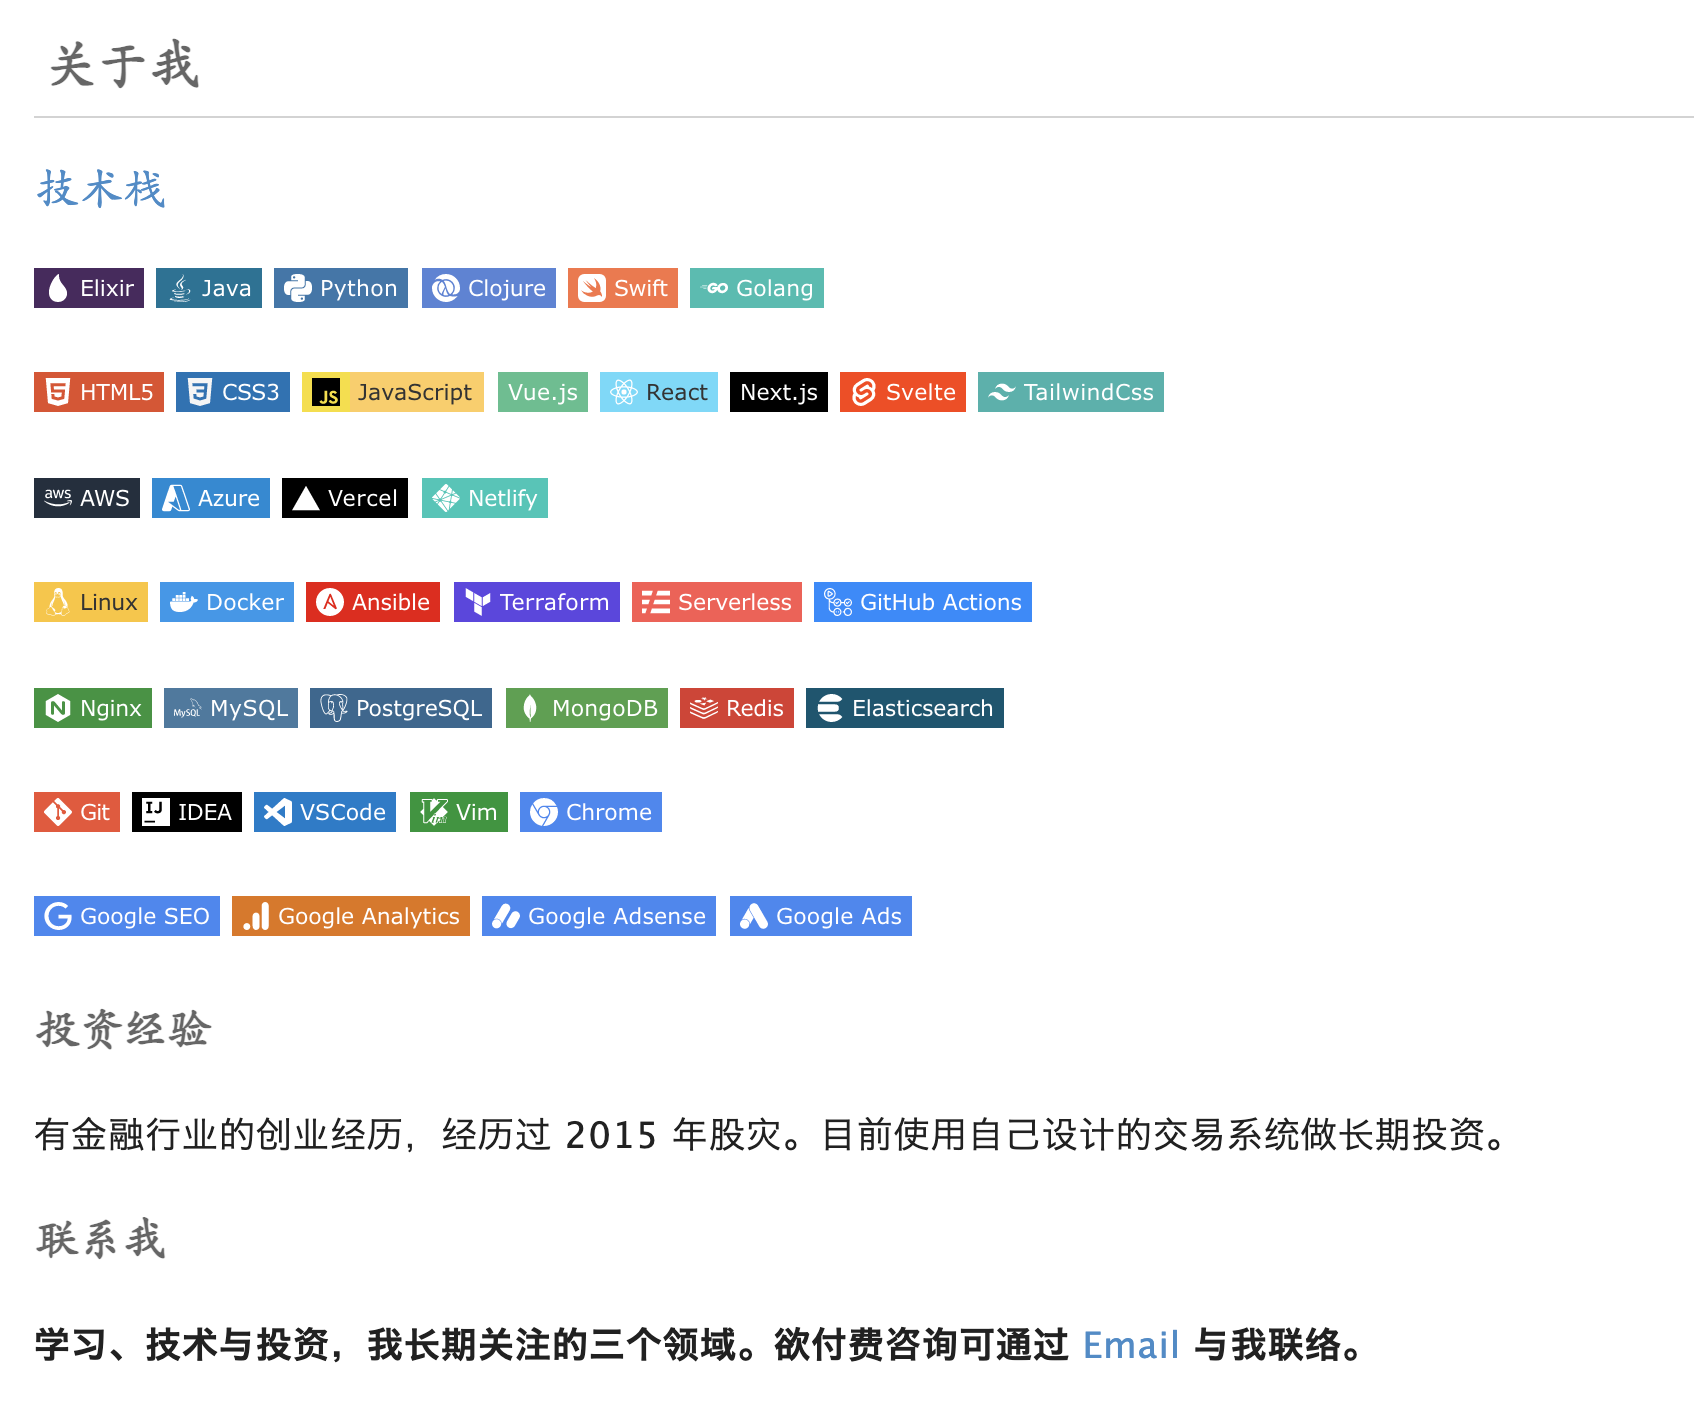 关于我
技术栈
Elixir Java Python Clojure Swift Golang
HTML5 CSS3 JS JavaScript Vue.js React Next.js Svelte TailwindCss
aws AWS Azure Vercel Netlify
Linux Docker Ansible Terraform Serverless GitHub Actions
Nginx MySQL MySQL PostgreSQL MongoDB Redis Elasticsearch
Git IJ IDEA VSCode Vim Chrome
Google SEO Google Analytics Google Adsense Google Ads
投资经验
有金融行业的创业经历，经历过 2015 年股灾。目前使用自己设计的交易系统做长期投资。
联系我
学习、技术与投资，我长期关注的三个领域。欲付费咨询可通过 Email 与我联络。